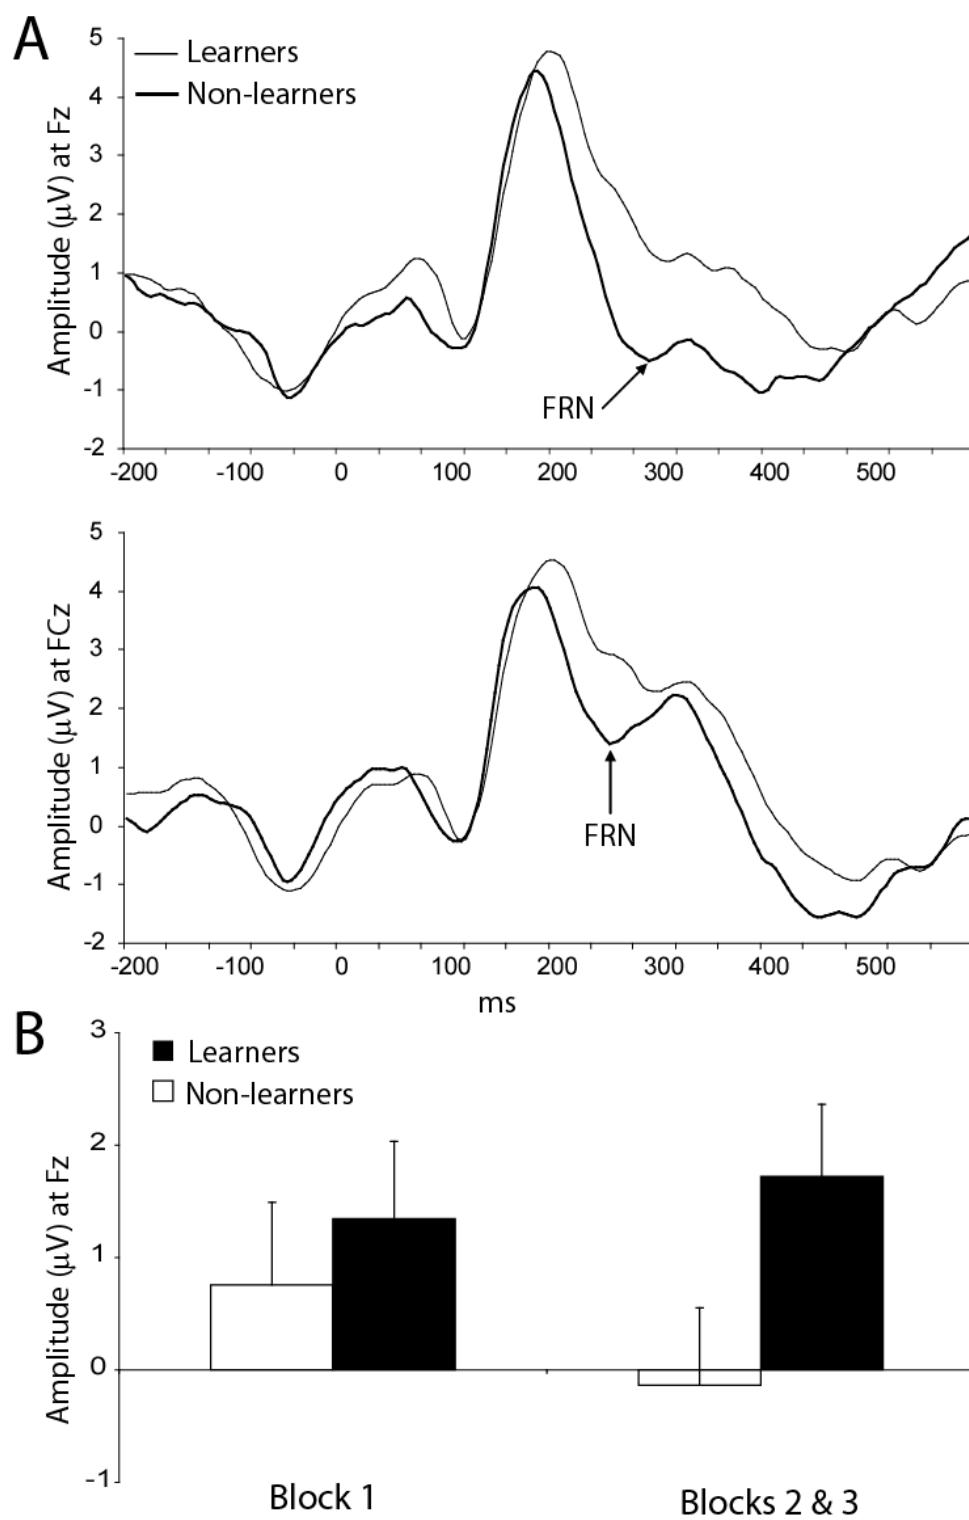 A
Learners
Non-learners
Amplitude (μV) at Fz
5
4
3
2
1
0
-1
-2
FRN
-200 -100 0 100 200 300 400 500
Amplitude (μV) at FCz
5
4
3
2
1
0
-1
-2
FRN
-200 -100 0 100 200 300 400 500
ms
B
Learners
Non-learners
Amplitude (μV) at Fz
3
2
1
0
-1
Block 1 Blocks 2 & 3